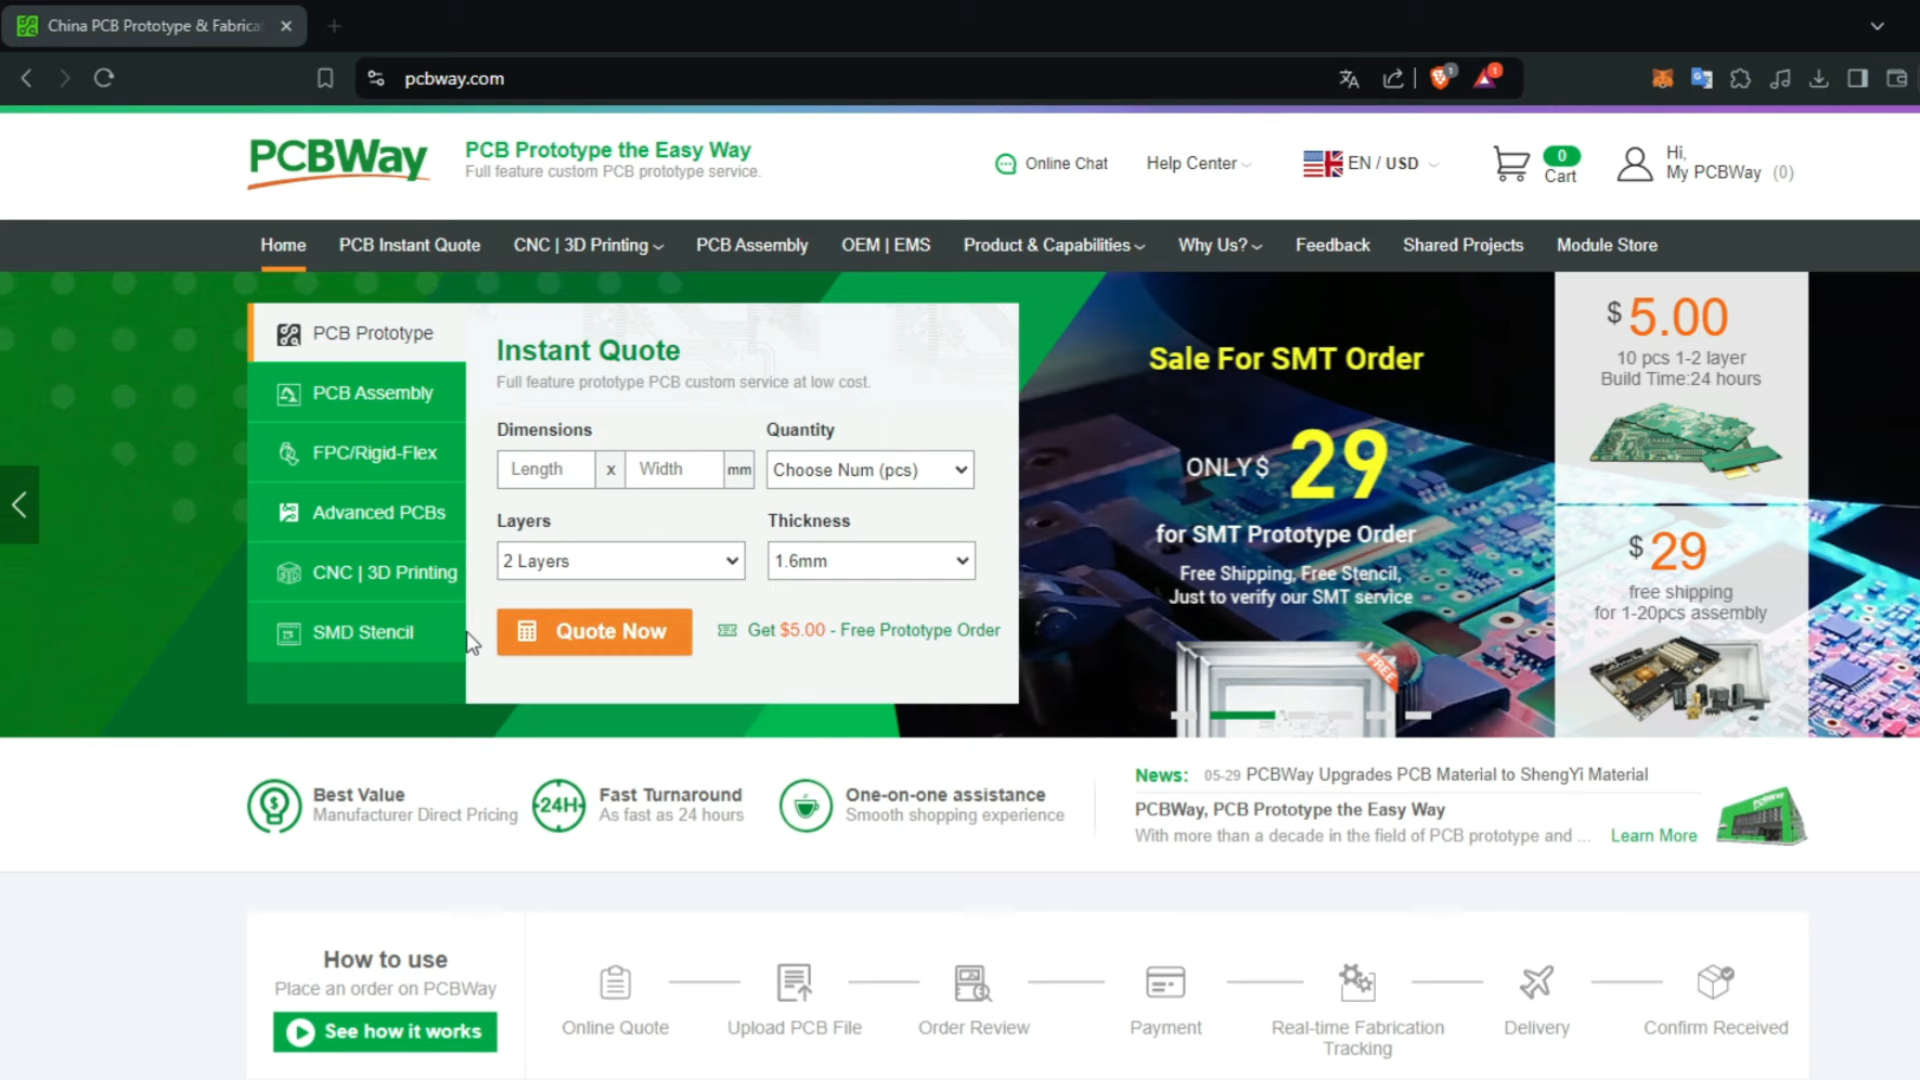 China PCB Prototype & Fabrica
pcbway.com
1
1
PCBWay
PCB Prototype the Easy Way
Full feature custom PCB prototype service.
Online Chat
Help Center
EN / USD
0
Cart
Hi,
My PCBWay (0)
Home
PCB Instant Quote
CNC | 3D Printing
PCB Assembly
OEM | EMS
Product & Capabilities
Why Us?
Feedback
Shared Projects
Module Store
PCB Prototype
PCB Assembly
FPC/Rigid-Flex
Advanced PCBs
CNC | 3D Printing
SMD Stencil
Instant Quote
Full feature prototype PCB custom service at low cost.
Dimensions
Quantity
Length x Width mm
Choose Num (pcs)
Layers
Thickness
2 Layers
1.6mm
Quote Now
Get $5.00 - Free Prototype Order
Sale For SMT Order
ONLY$ 29
for SMT Prototype Order
Free Shipping, Free Stencil,
Just to verify our SMT service
FREE
$ 5.00
10 pcs 1-2 layer
Build Time:24 hours
$ 29
free shipping
for 1-20pcs assembly
Best Value
Manufacturer Direct Pricing
24H
Fast Turnaround
As fast as 24 hours
One-on-one assistance
Smooth shopping experience
News: 05-29 PCBWay Upgrades PCB Material to ShengYi Material
PCBWay, PCB Prototype the Easy Way
With more than a decade in the field of PCB prototype and ... Learn More
How to use
Place an order on PCBWay
See how it works
Online Quote
Upload PCB File
Order Review
Payment
Real-time Fabrication
Tracking
Delivery
Confirm Received